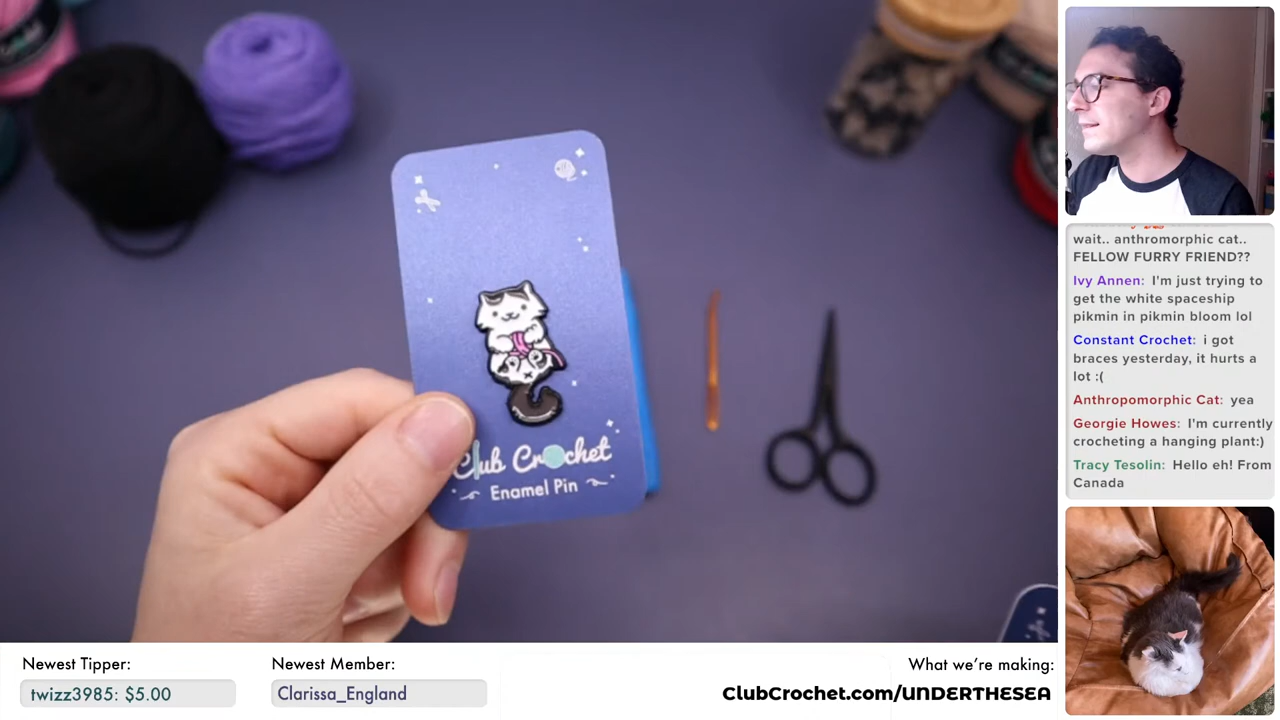 Club Crochet
Enamel Pin
wait.. anthromorphic cat..
FELLOW FURRY FRIEND??
Ivy Annen: I'm just trying to
get the white spaceship
pikmin in pikmin bloom lol
Constant Crochet: i got
braces yesterday, it hurts a
lot :(
Anthropomorphic Cat: yea
Georgie Howes: I'm currently
crocheting a hanging plant:)
Tracy Tesolin: Hello eh! From
Canada
Newest Tipper:
twizz3985: $5.00
Newest Member:
Clarissa_England
What we're making:
ClubCrochet.com/UNDERTHESEA